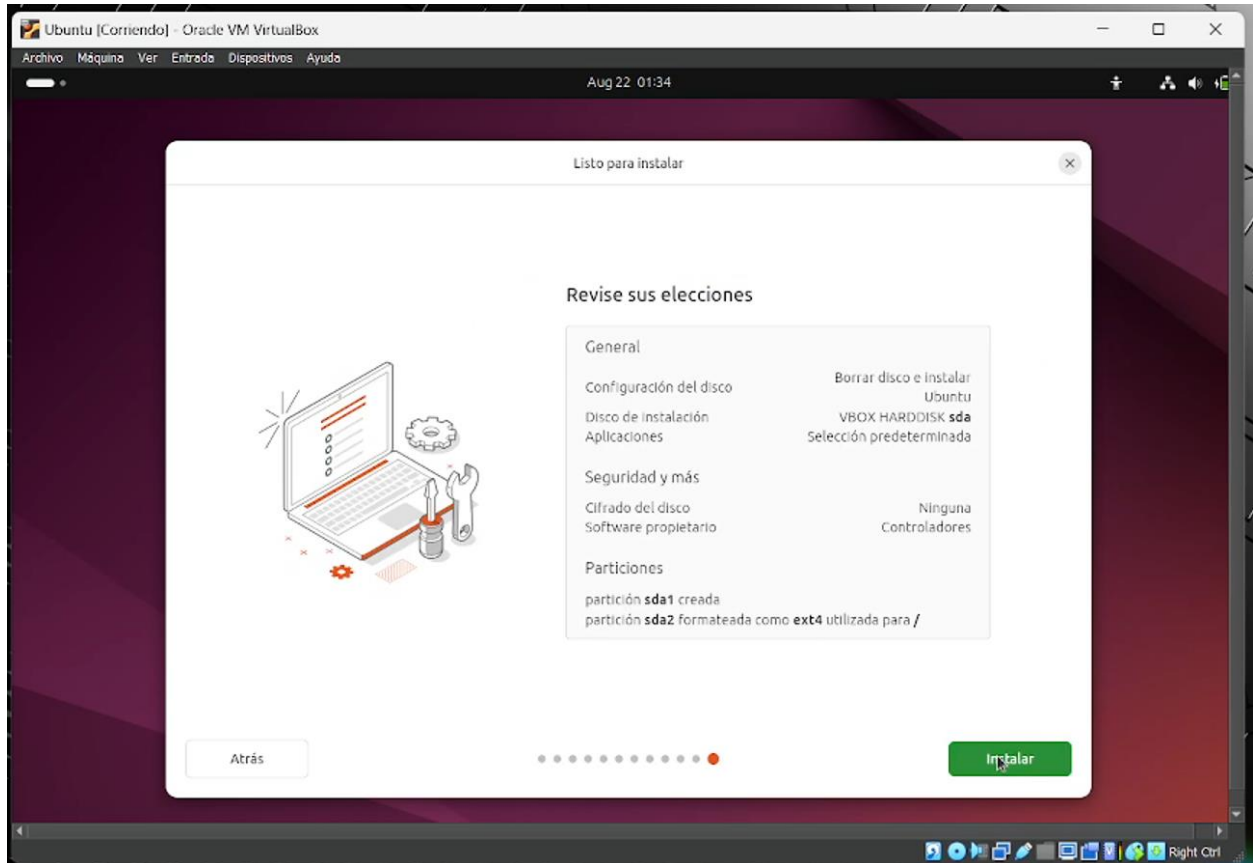 Ubuntu [Corriendo] - Oracle VM VirtualBox
Archivo Máquina Ver Entrada Dispositivos Ayuda
Aug 22 01:34
Listo para instalar
Revise sus elecciones
General
Configuración del disco Borrar disco e instalar
Ubuntu
Disco de instalación VBOX HARDDISK sda
Aplicaciones Selección predeterminada
Seguridad y más
Cifrado del disco Ninguna
Software propietario Controladores
Particiones
partición sda1 creada
partición sda2 formateada como ext4 utilizada para /
Atrás Instalar
Right Ctrl